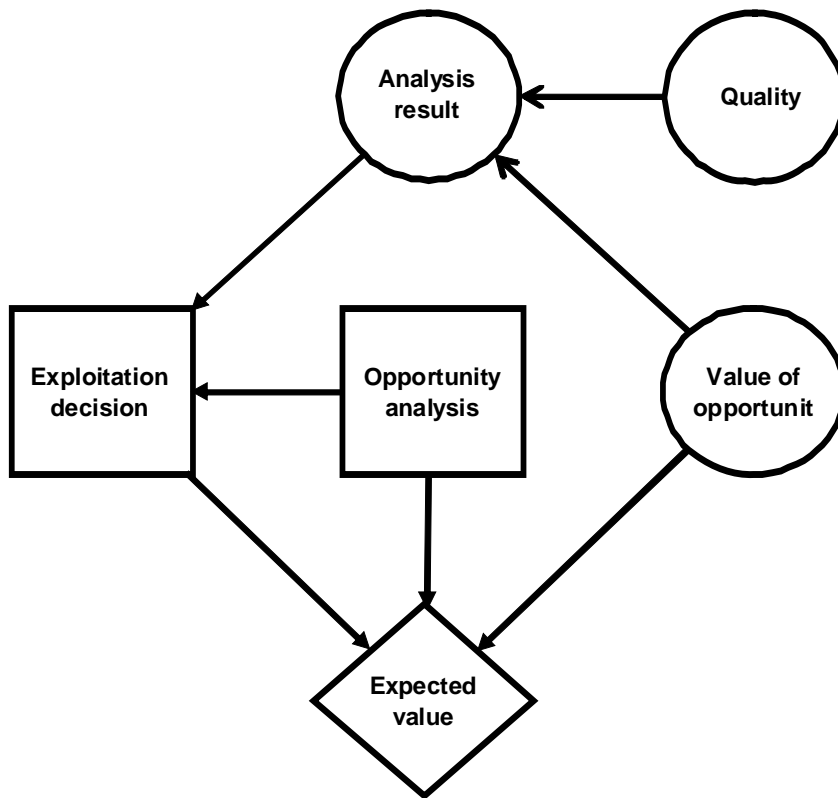 Analysis
result
Quality
Exploitation
decision
Opportunity
analysis
Value of
opportunit
Expected
value